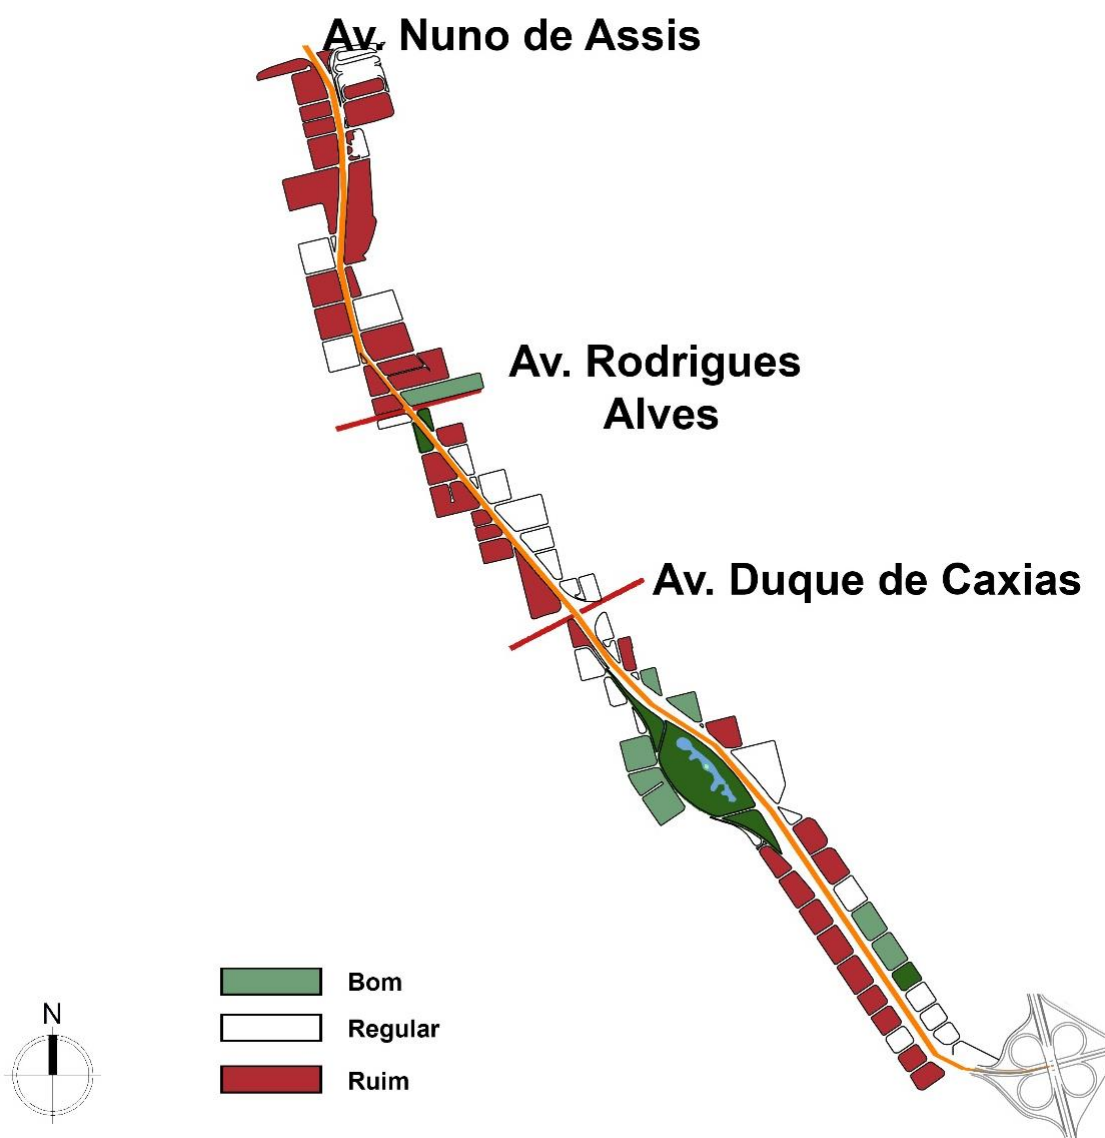 Av. Nuno de Assis
Av. Rodrigues
Alves
Av. Duque de Caxias
Bom
Regular
Ruim
N